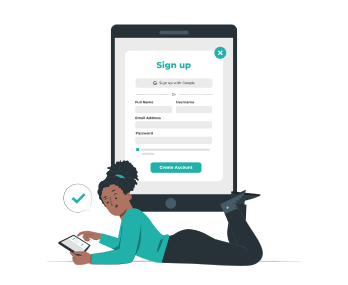 Sign up
Sign up with Google
Or
Full Name Username
Email Address
Password
Create Account